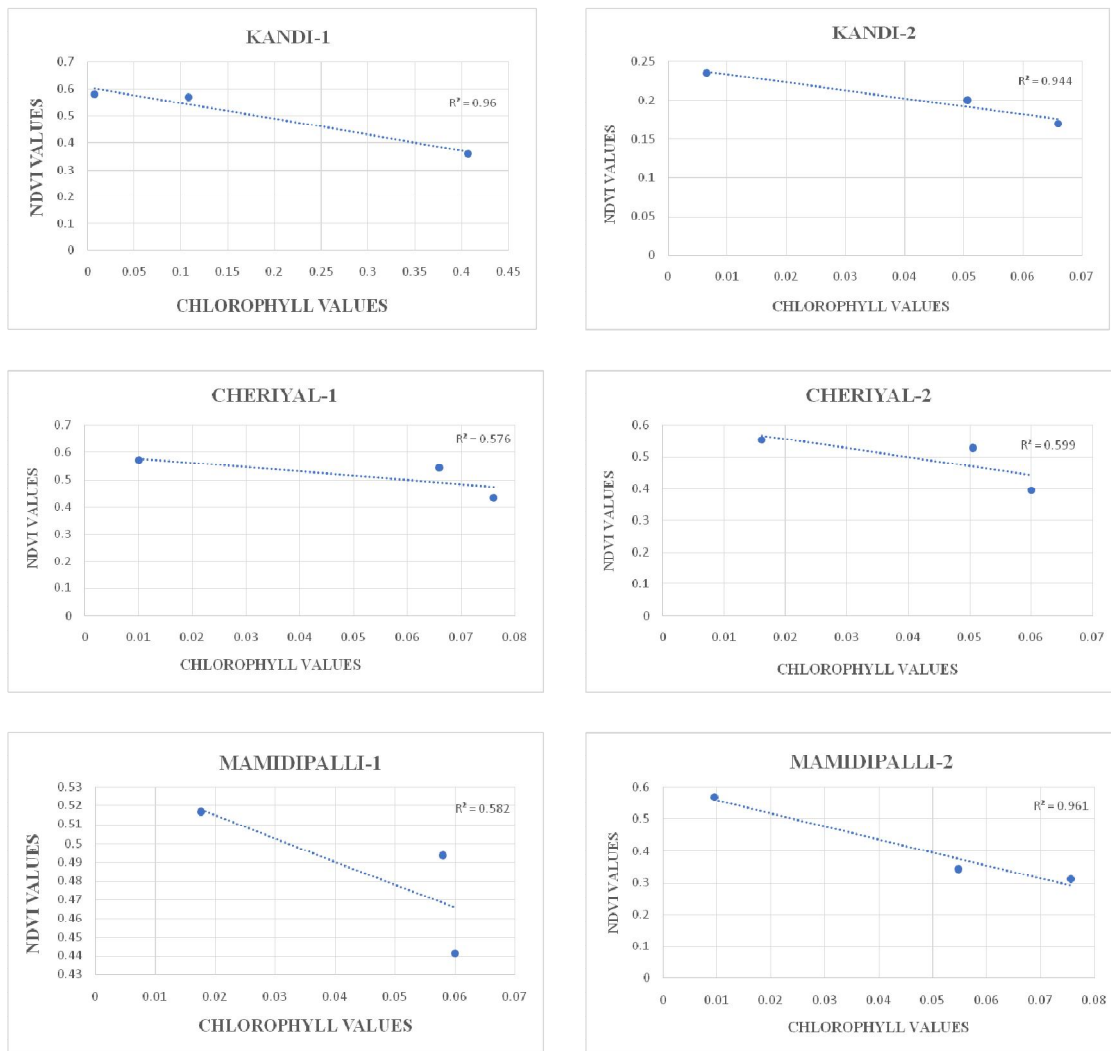 KANDI-1
0.7
0.6
0.5
0.4
0.3
0.2
0.1
0
R² = 0.96
NDVI VALUES
0 0.05 0.1 0.15 0.2 0.25 0.3 0.35 0.4 0.45
CHLOROPHYLL VALUES
KANDI-2
0.25
0.2
0.15
0.1
0.05
0
R² = 0.944
NDVI VALUES
0 0.01 0.02 0.03 0.04 0.05 0.06 0.07
CHLOROPHYLL VALUES
CHERIYAL-1
0.7
0.6
0.5
0.4
0.3
0.2
0.1
0
R² = 0.576
NDVI VALUES
0 0.01 0.02 0.03 0.04 0.05 0.06 0.07 0.08
CHLOROPHYLL VALUES
CHERIYAL-2
0.6
0.5
0.4
0.3
0.2
0.1
0
R² = 0.599
NDVI VALUES
0 0.01 0.02 0.03 0.04 0.05 0.06 0.07
CHLOROPHYLL VALUES
MAMIDIPALLI-1
0.53
0.52
0.51
0.5
0.49
0.48
0.47
0.46
0.45
0.44
0.43
R² = 0.582
NDVI VALUES
0 0.01 0.02 0.03 0.04 0.05 0.06 0.07
CHLOROPHYLL VALUES
MAMIDIPALLI-2
0.6
0.5
0.4
0.3
0.2
0.1
0
R² = 0.961
NDVI VALUES
0 0.01 0.02 0.03 0.04 0.05 0.06 0.07 0.08
CHLOROPHYLL VALUES